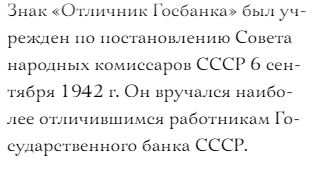 Знак «Отличник Госбанка» был уч-
режден по постановлению Совета
народных комиссаров СССР 6 сен-
тября 1942 г. Он вручался наибо-
лее отличившимся работникам Го-
сударственного банка СССР.